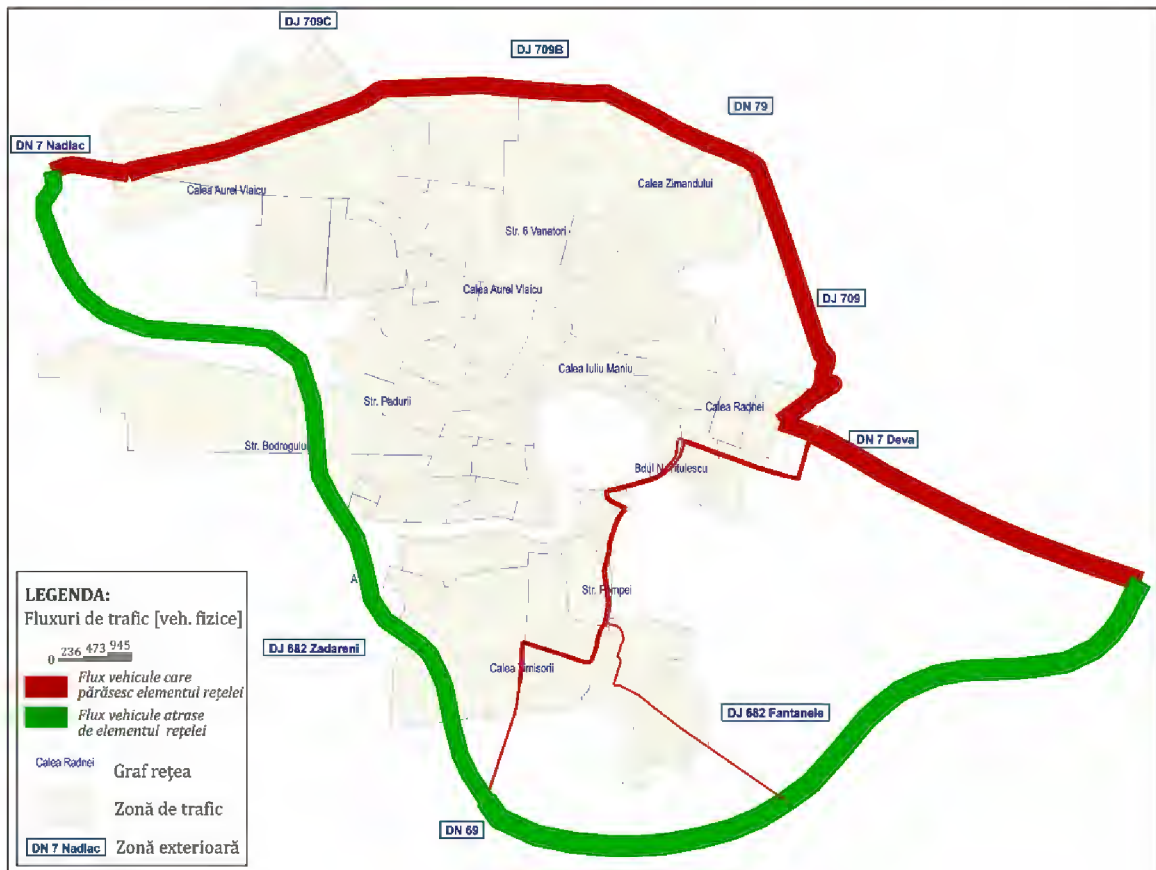 DJ 709C
DJ 709B
DN 79
DN 7 Nadlac
Calea Aurel Vlaicu
Calea Zimandului
Str. 6 Vanatori
Calea Aurel Vlaicu
DJ 709
Calea Iuliu Maniu
Str. Padurii
Calea Radnei
DN 7 Deva
Str. Bodrogului
Bdul N. Titulescu
A
Str. Pompei
DJ 682 Zadareni
Calea Timisorii
DJ 682 Fantanele
DN 69
LEGENDA:
Fluxuri de trafic [veh. fizice]
0 236 473 945
Flux vehicule care
părăsesc elementul rețelei
Flux vehicule atrase
de elementul rețelei
Calea Radnei Graf rețea
Zonă de trafic
DN 7 Nadlac Zonă exterioară